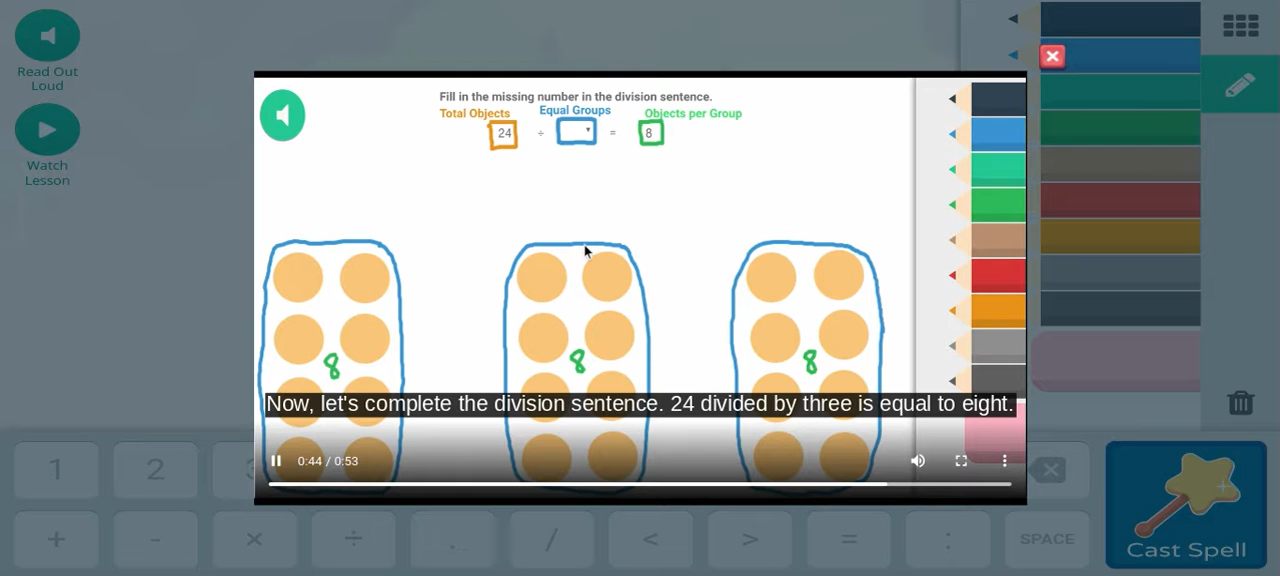 Read Out
Loud
Watch
Lesson
Fill in the missing number in the division sentence.
Total Objects Equal Groups Objects per Group
24 ÷ = 8
8 8 8
Now, let's complete the division sentence. 24 divided by three is equal to eight.
0:44 / 0:53
1 2 3
+ - × ÷ . / < > = : SPACE
Cast Spell